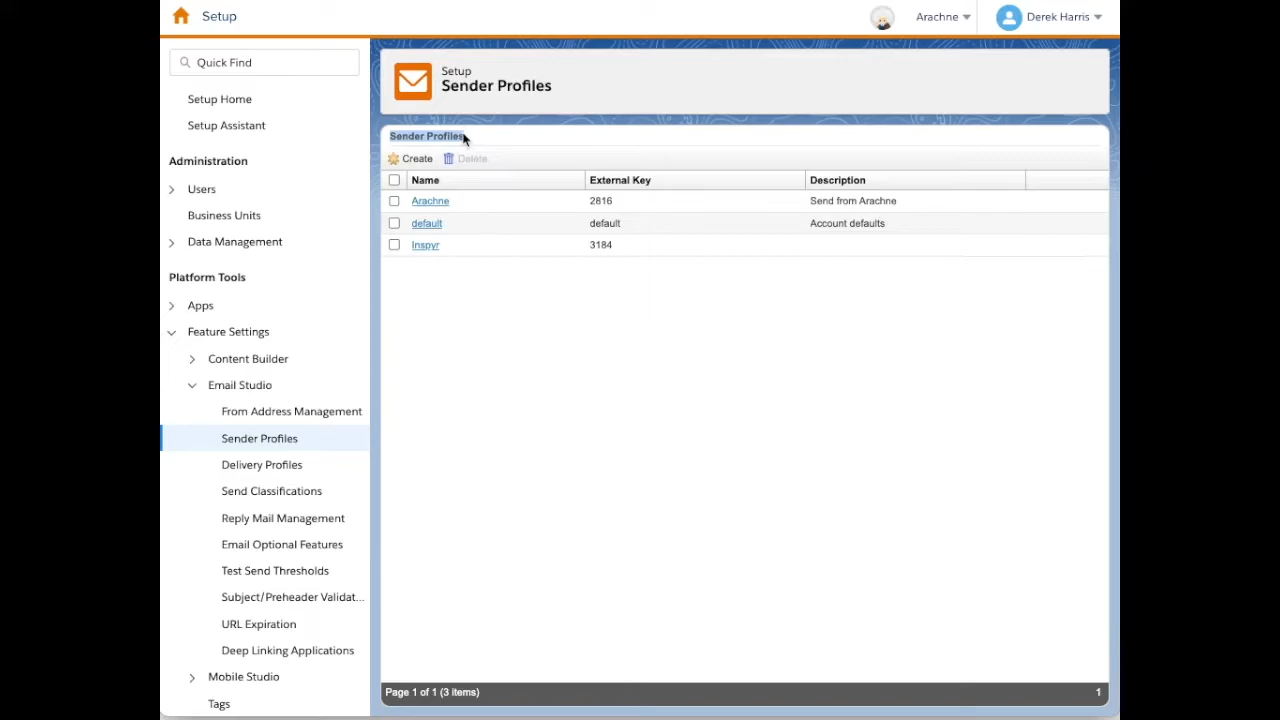 Setup
Arachne
Derek Harris
Quick Find
Setup Home
Setup Assistant
Administration
Users
Business Units
Data Management
Platform Tools
Apps
Feature Settings
Content Builder
Email Studio
From Address Management
Sender Profiles
Delivery Profiles
Send Classifications
Reply Mail Management
Email Optional Features
Test Send Thresholds
Subject/Preheader Validat...
URL Expiration
Deep Linking Applications
Mobile Studio
Tags
Setup
Sender Profiles
Sender Profiles
Create Delete
Name External Key Description
Arachne 2816 Send from Arachne
default default Account defaults
Inspyr 3184
Page 1 of 1 (3 items) 1